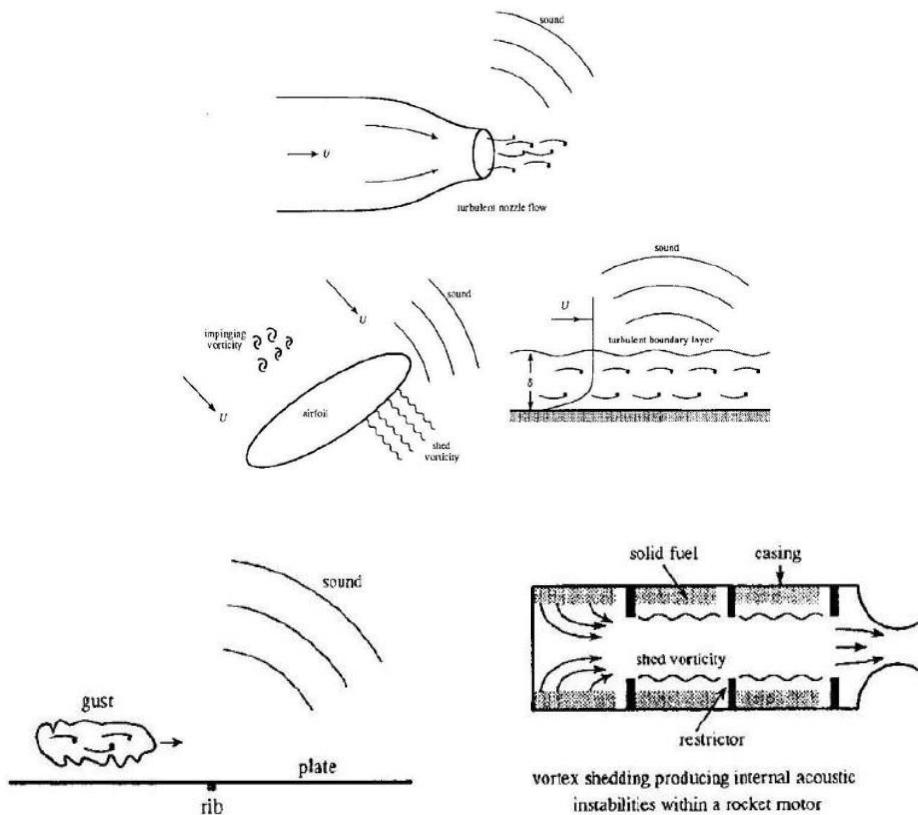 sound
U
turbulent nozzle flow
sound
U
impinging
vorticity
U
airfoil
shed
vorticity
sound
U
turbulent boundary layer
δ
sound
gust
plate
rib
solid fuel
casing
shed vorticity
restrictor
vortex shedding producing internal acoustic
instabilities within a rocket motor